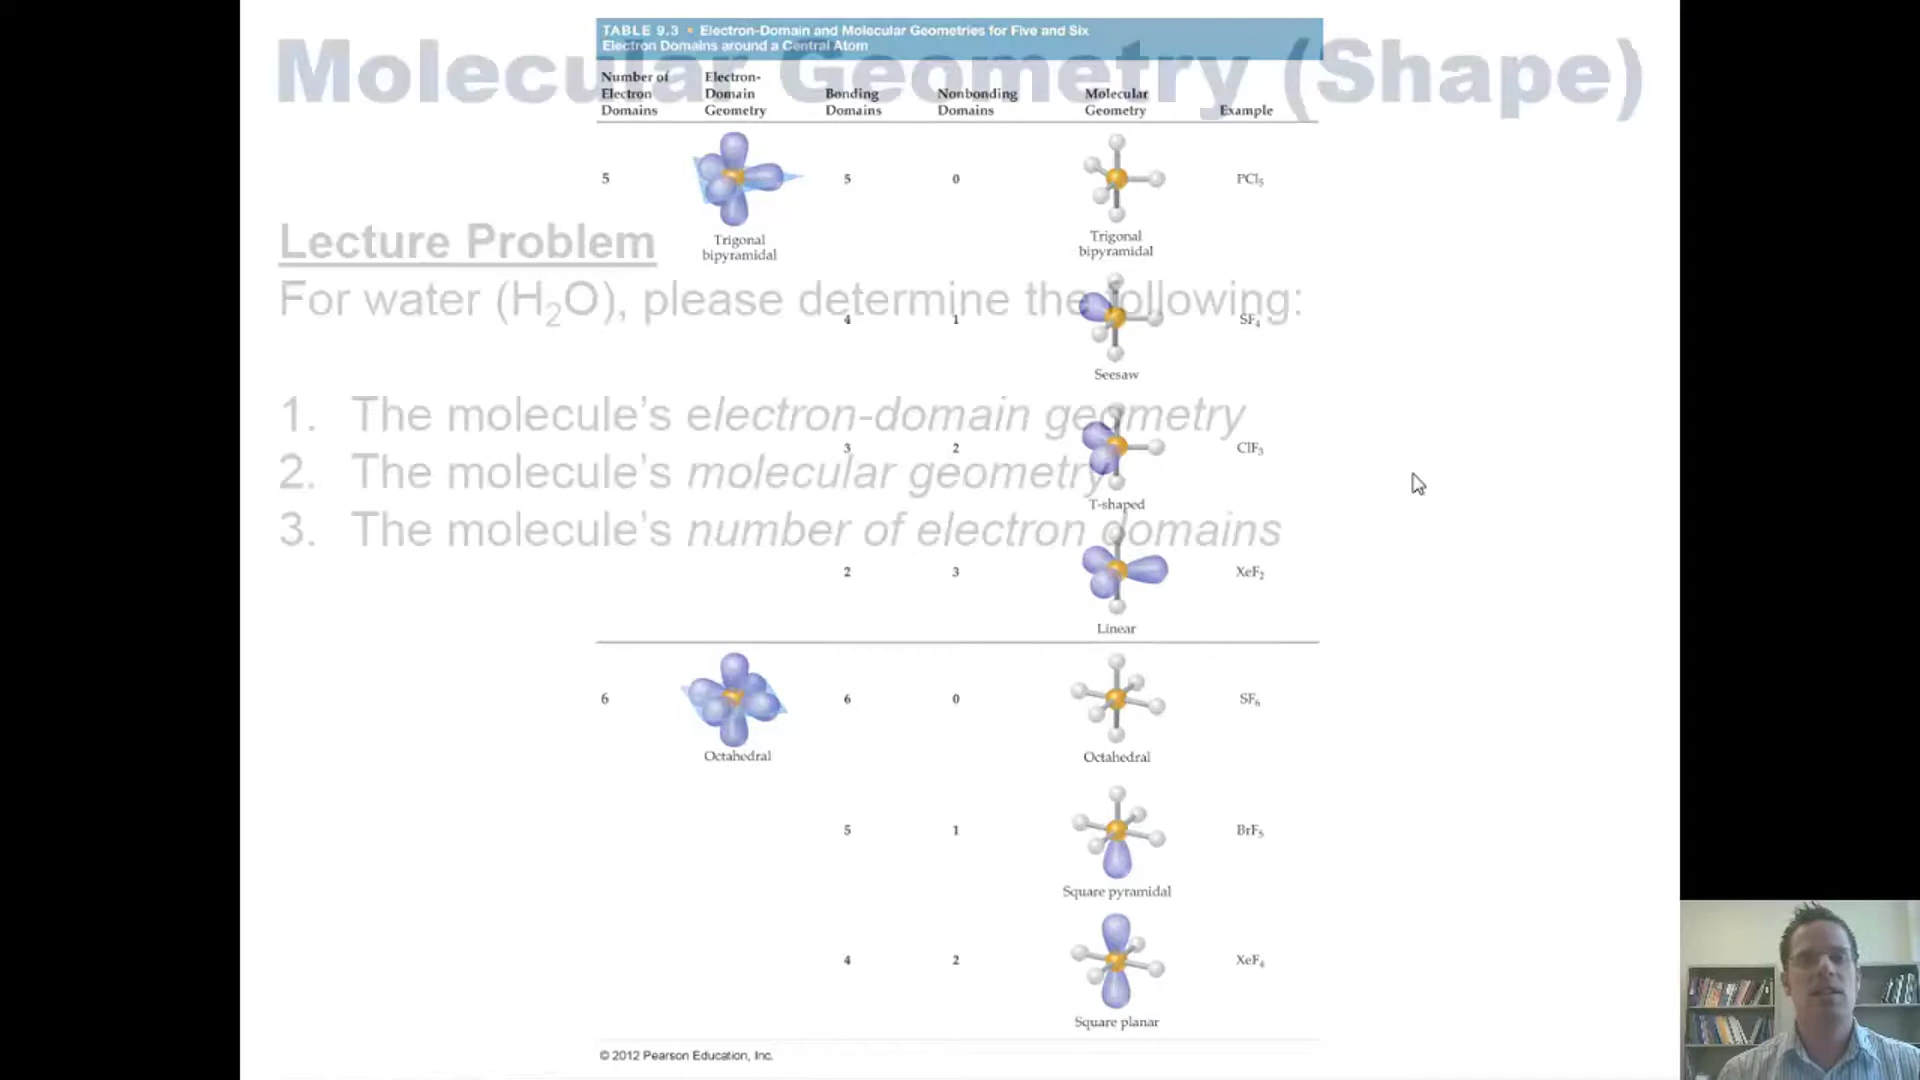 Molecular Geometry (Shape)
Lecture Problem
For water (H₂O), please determine the following:
1. The molecule's electron-domain geometry
2. The molecule's molecular geometry
3. The molecule's number of electron domains
TABLE 9.3 • Electron-Domain and Molecular Geometries for Five and Six
Electron Domains around a Central Atom
Number of Electron Domains
Electron-Domain Geometry
Bonding Domains
Nonbonding Domains
Molecular Geometry
Example
5
Trigonal
bipyramidal
5 0
Trigonal
bipyramidal
PCl₅
4 1
Seesaw
SF₄
3 2
T-shaped
ClF₃
2 3
Linear
XeF₂
6
Octahedral
6 0
Octahedral
SF₆
5 1
Square pyramidal
BrF₅
4 2
Square planar
XeF₄
© 2012 Pearson Education, Inc.